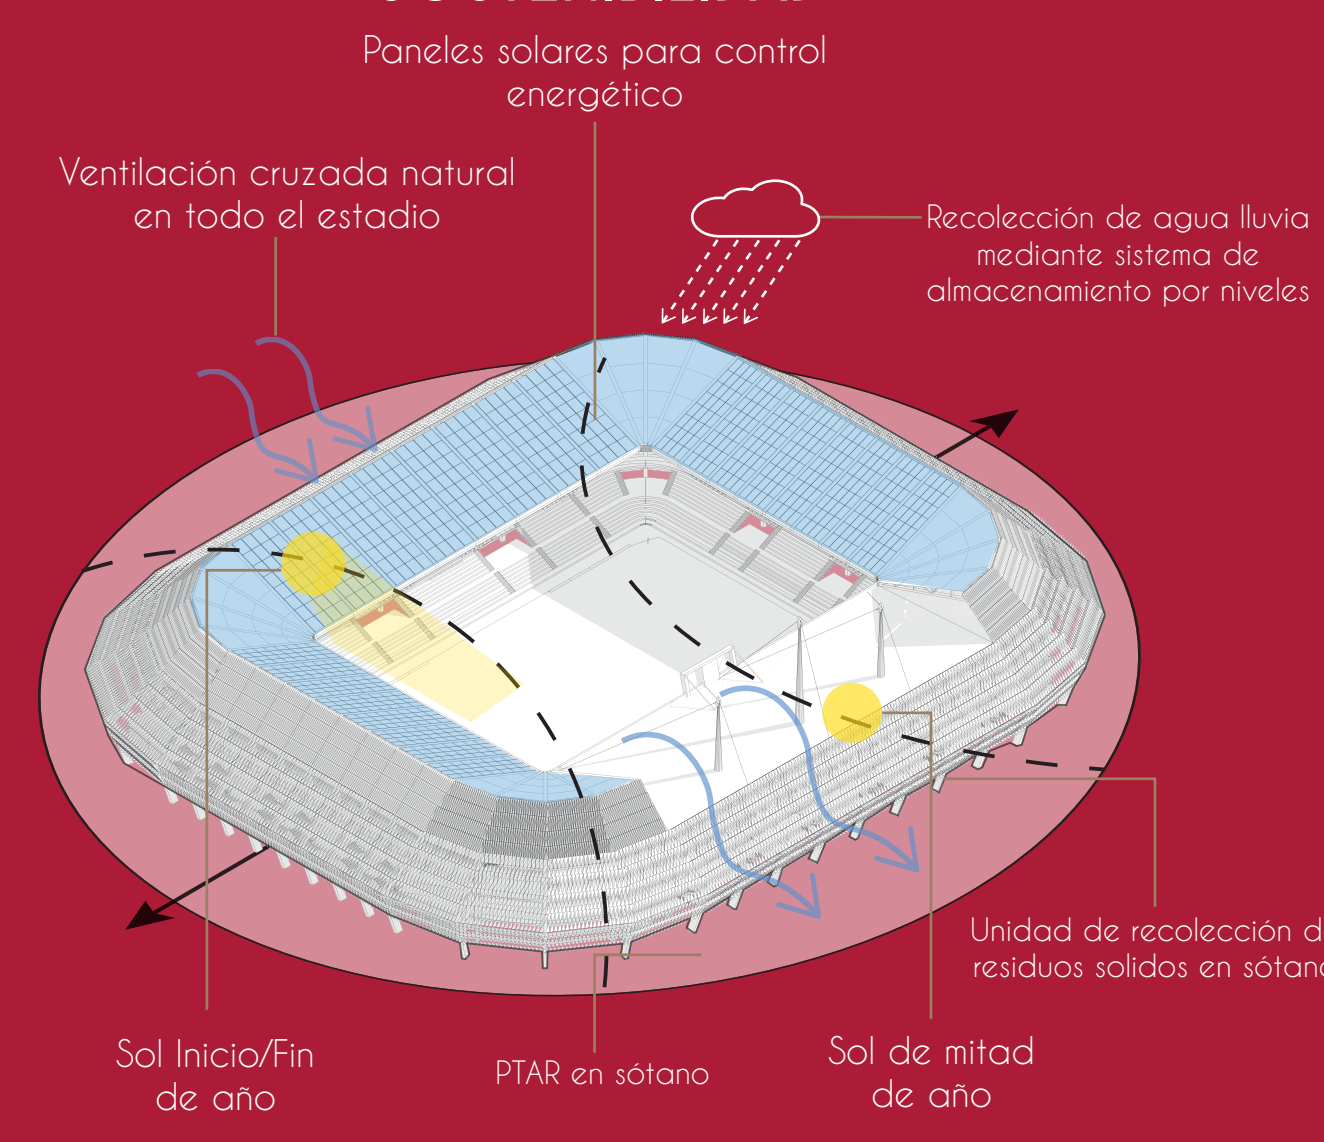 Paneles solares para control
energético
Ventilación cruzada natural
en todo el estadio
Recolección de agua lluvia
mediante sistema de
almacenamiento por niveles
Unidad de recolección
residuos solidos en
Sol Inicio/Fin
de año
PTAR en sótano
Sol de mitad
de año